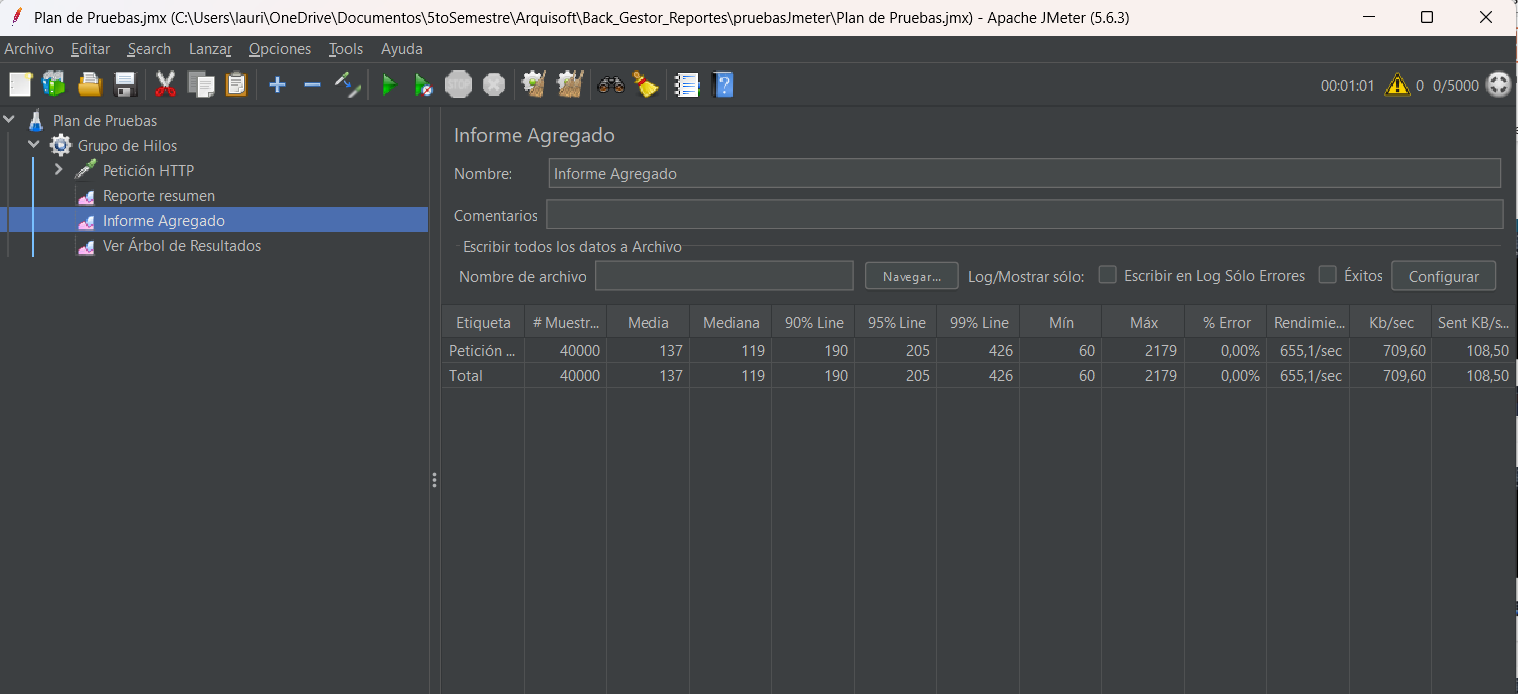 Plan de Pruebas.jmx (C:\Users\lauri\OneDrive\Documentos\5toSemestre\Arquisoft\Back_Gestor_Reportes\pruebasJmeter\Plan de Pruebas.jmx) - Apache JMeter (5.6.3)
Archivo Editar Search Lanzar Opciones Tools Ayuda
STOP 00:01:01 0 0/5000
Plan de Pruebas
Grupo de Hilos
Petición HTTP
Reporte resumen
Informe Agregado
Ver Árbol de Resultados
Informe Agregado
Nombre: Informe Agregado
Comentarios
Escribir todos los datos a Archivo
Nombre de archivo Navegar... Log/Mostrar sólo: Escribir en Log Sólo Errores Éxitos Configurar
Etiqueta # Muestr... Media Mediana 90% Line 95% Line 99% Line Mín Máx % Error Rendimie... Kb/sec Sent KB/s...
Petición ... 40000 137 119 190 205 426 60 2179 0,00% 655,1/sec 709,60 108,50
Total 40000 137 119 190 205 426 60 2179 0,00% 655,1/sec 709,60 108,50